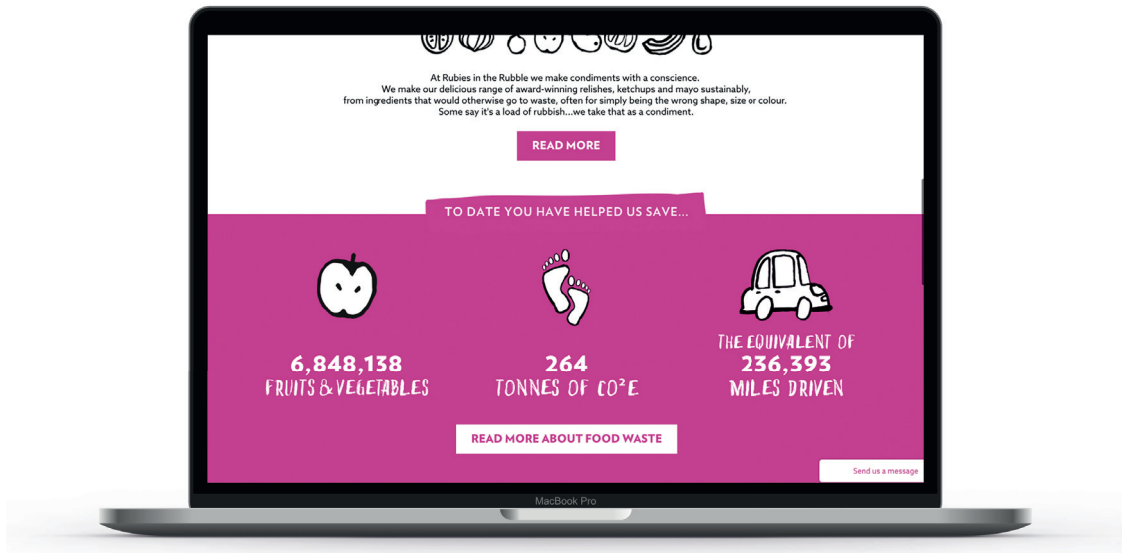 At Rubies in the Rubble we make condiments with a conscience.
We make our delicious range of award-winning relishes, ketchups and mayo sustainably,
from ingredients that would otherwise go to waste, often for simply being the wrong shape, size or colour.
Some say it's a load of rubbish...we take that as a condiment.
READ MORE
TO DATE YOU HAVE HELPED US SAVE...
6,848,138
FRUITS & VEGETABLES
264
TONNES OF CO²E
THE EQUIVALENT OF
236,393
MILES DRIVEN
READ MORE ABOUT FOOD WASTE
Send us a message
MacBook Pro